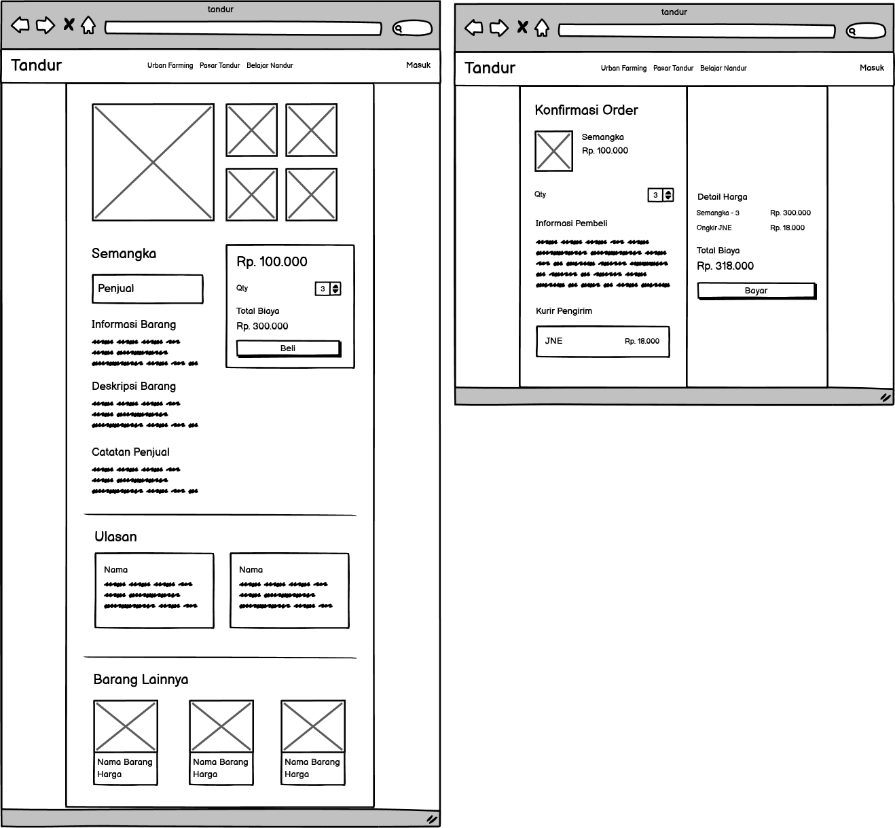 tandur
Tandur
Urban Farming Pasar Tandur Belajar Nandur
Masuk
Semangka
Penjual
Informasi Barang
Deskripsi Barang
Catatan Penjual
Rp. 100.000
Qty 3
Total Biaya
Rp. 300.000
Beli
Ulasan
Nama
Nama
Barang Lainnya
Nama Barang
Harga
Nama Barang
Harga
Nama Barang
Harga
tandur
Tandur
Urban Farming Pasar Tandur Belajar Nandur
Masuk
Konfirmasi Order
Semangka
Rp. 100.000
Qty 3
Informasi Pembeli
Kurir Pengirim
JNE Rp. 18.000
Detail Harga
Semangka - 3 Rp. 300.000
Ongkir JNE Rp. 18.000
Total Biaya
Rp. 318.000
Bayar